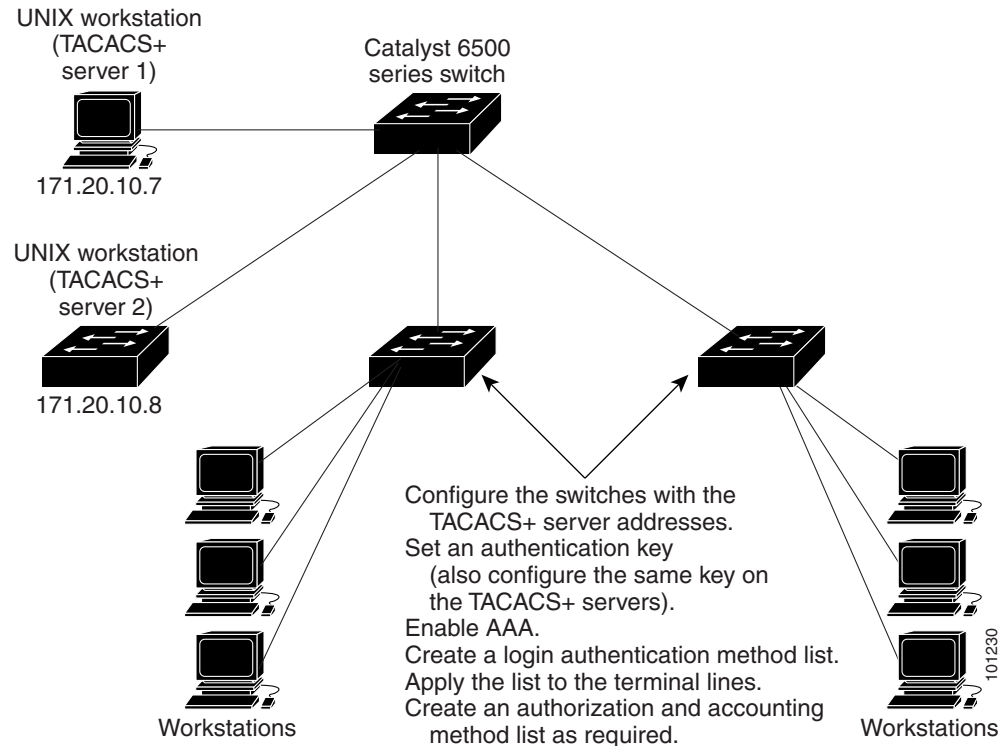 UNIX workstation
(TACACS+
server 1)
Catalyst 6500
series switch
171.20.10.7
UNIX workstation
(TACACS+
server 2)
171.20.10.8
Configure the switches with the
TACACS+ server addresses.
Set an authentication key
(also configure the same key on
the TACACS+ servers).
Enable AAA.
Create a login authentication method list.
Apply the list to the terminal lines.
Create an authorization and accounting
method list as required.
Workstations
Workstations
101230